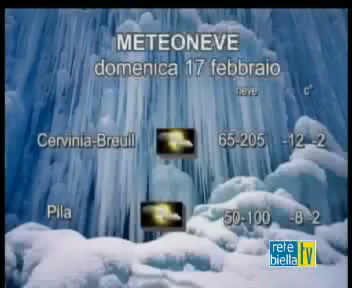 METEONEVE
domenica 17 febbraio
neve c°
Cervinia-Breuil 65-205 -12 -2
Pila 50-100 -8 -2
rete
biella tv